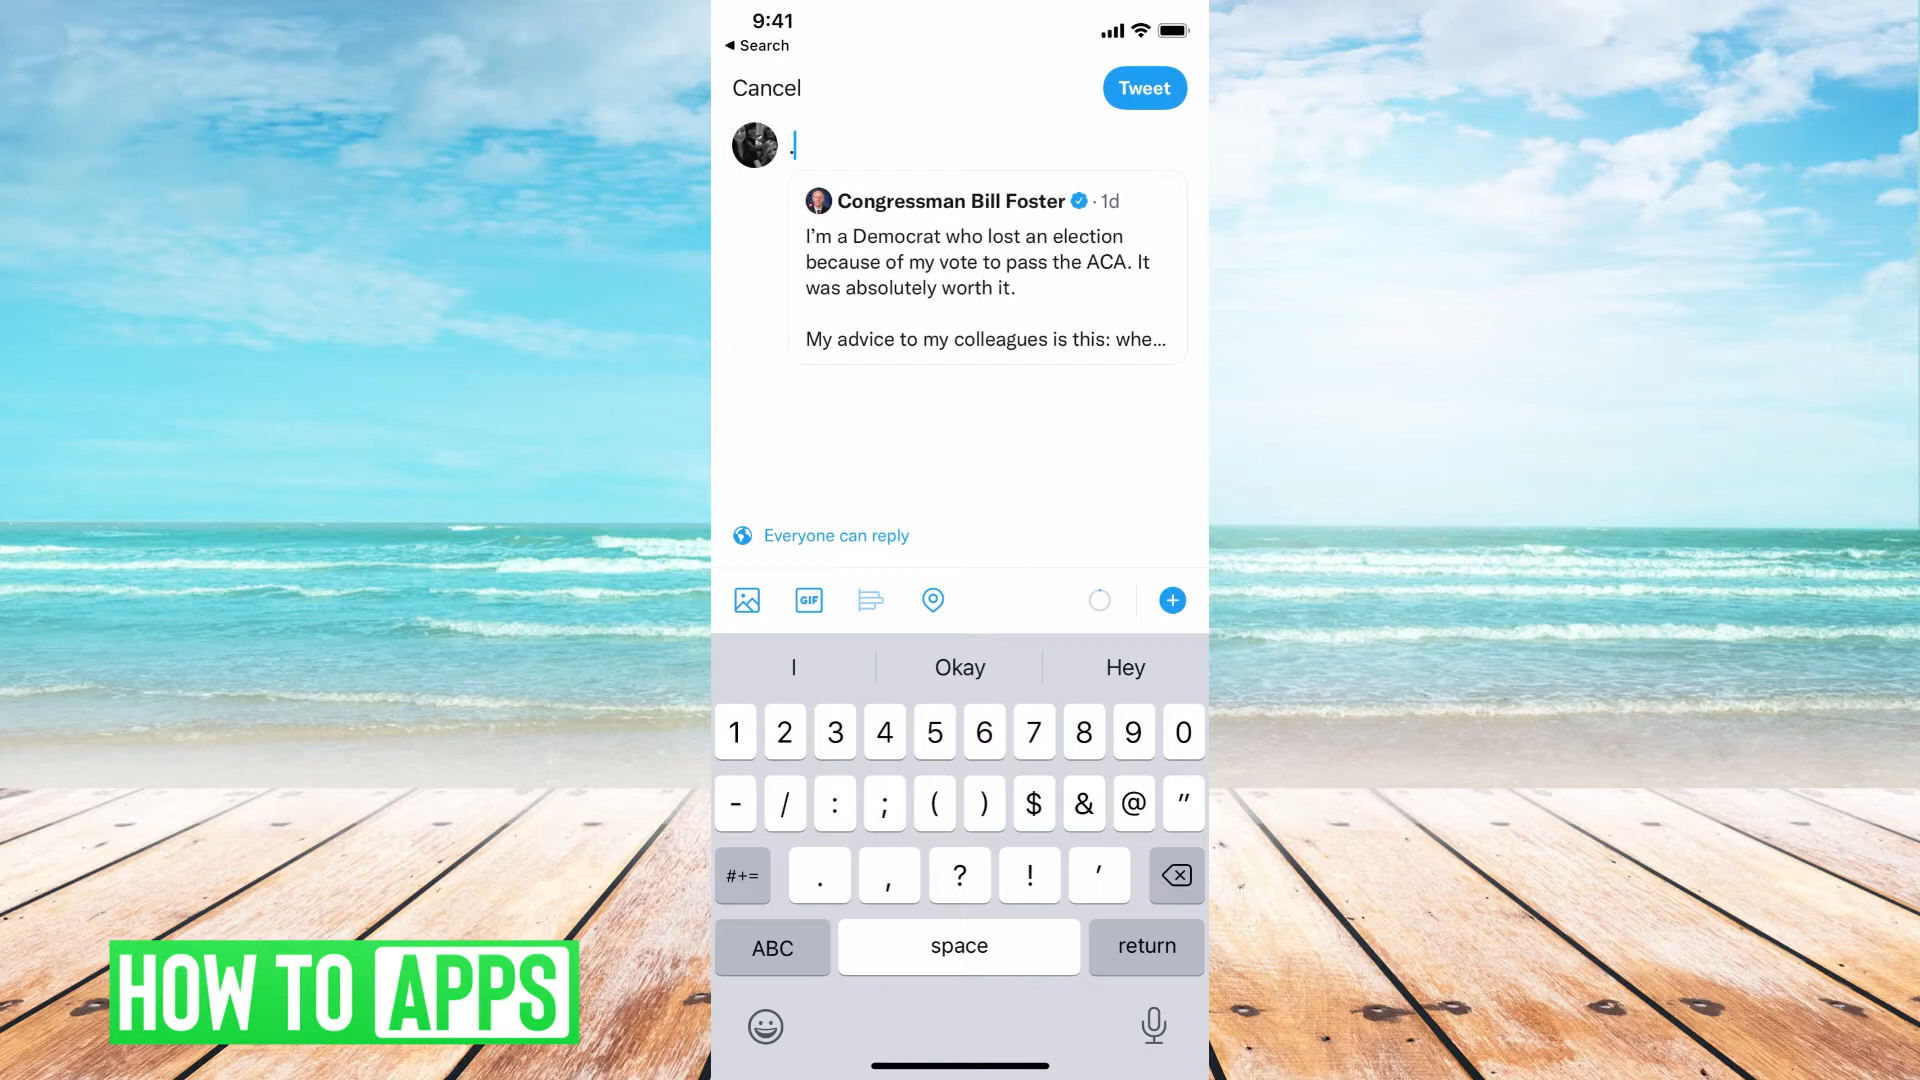 9:41
◀ Search
Cancel
Tweet
.
Congressman Bill Foster · 1d
I'm a Democrat who lost an election
because of my vote to pass the ACA. It
was absolutely worth it.
My advice to my colleagues is this: whe...
Everyone can reply
GIF
I Okay Hey
1 2 3 4 5 6 7 8 9 0
- / : ; ( ) $ & @ "
#+= . , ? ! '
ABC space return
HOW TO APPS